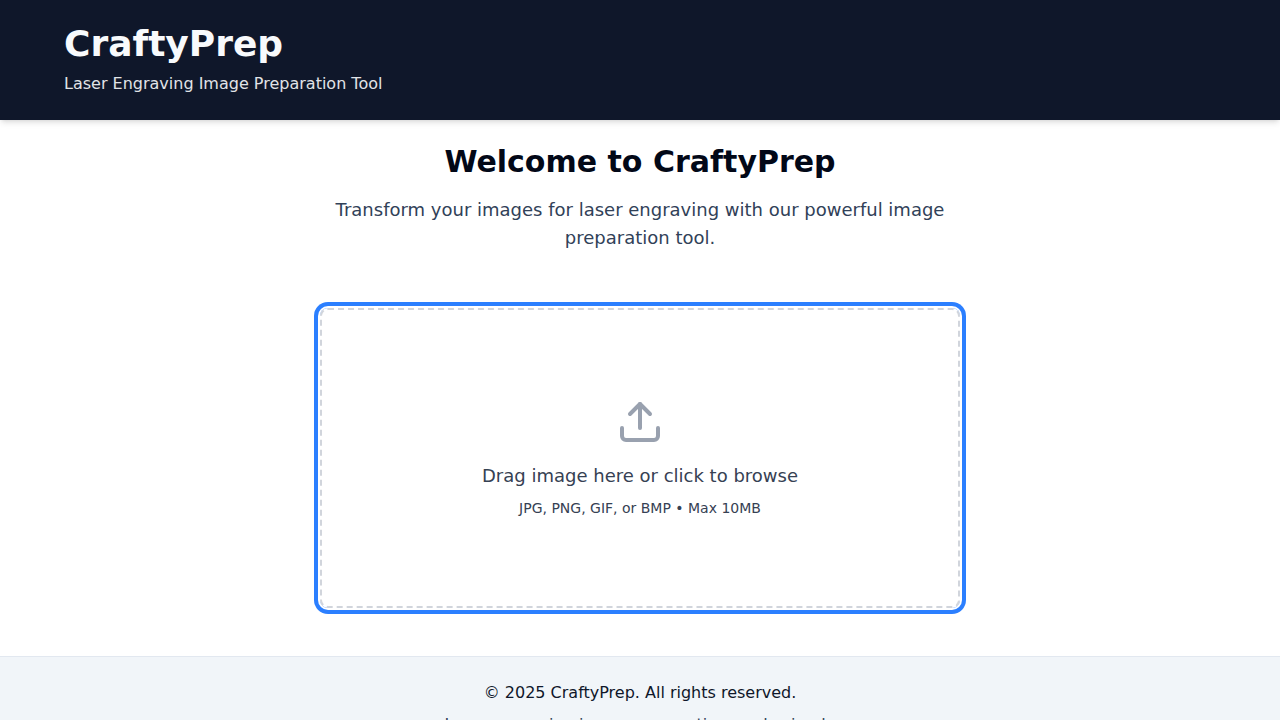 CraftyPrep
Laser Engraving Image Preparation Tool
Welcome to CraftyPrep
Transform your images for laser engraving with our powerful image
preparation tool.
Drag image here or click to browse
JPG, PNG, GIF, or BMP • Max 10MB
© 2025 CraftyPrep. All rights reserved.